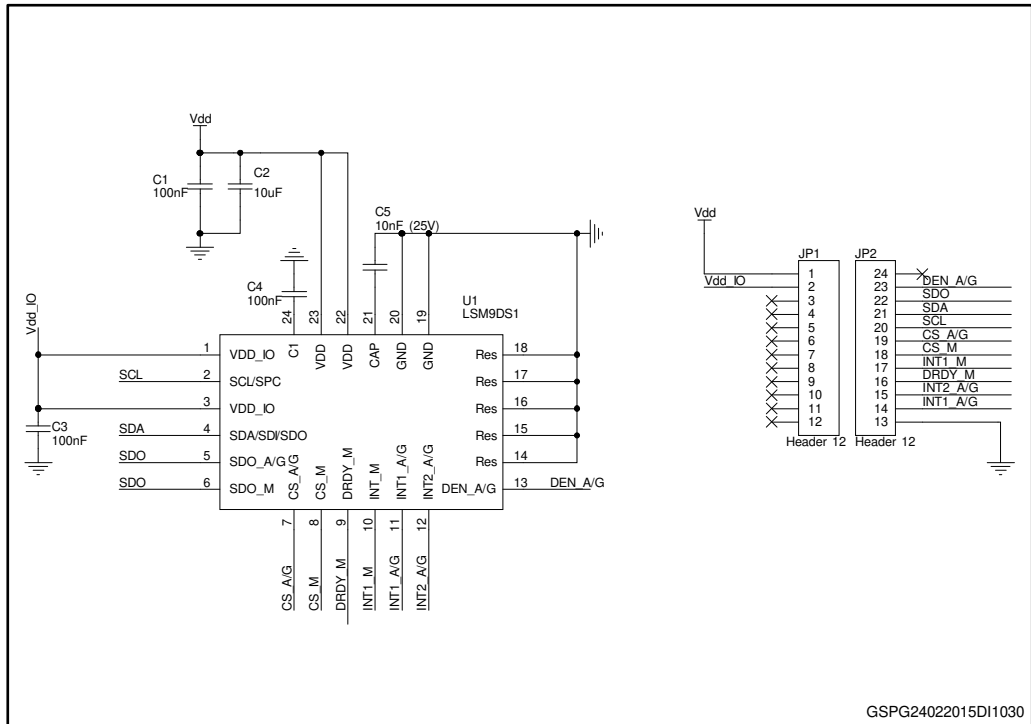 Vdd
C1
100nF
C2
10uF
C5
10nF (25V)
C4
100nF
U1
LSM9DS1
Vdd_IO
C3
100nF
24
23
22
21
20
19
C1
VDD
VDD
CAP
GND
GND
1 VDD_IO
SCL 2 SCL/SPC
3 VDD_IO
SDA 4 SDA/SDI/SDO
SDO 5 SDO_A/G
SDO 6 SDO_M
Res 18
Res 17
Res 16
Res 15
Res 14
DEN_A/G 13 DEN_A/G
CS_A/G
CS_M
DRDY_M
INT_M
INT1_A/G
INT2_A/G
7
8
9
10
11
12
CS_A/G
CS_M
DRDY_M
INT1_M
INT1_A/G
INT2_A/G
Vdd
Vdd_IO
JP1
1
2
3
4
5
6
7
8
9
10
11
12
Header 12
JP2
24
23 DEN_A/G
22 SDO
21 SDA
20 SCL
19 CS_A/G
18 CS_M
17 INT1_M
16 DRDY_M
15 INT2_A/G
14 INT1_A/G
13
Header 12
GSPG24022015DI1030